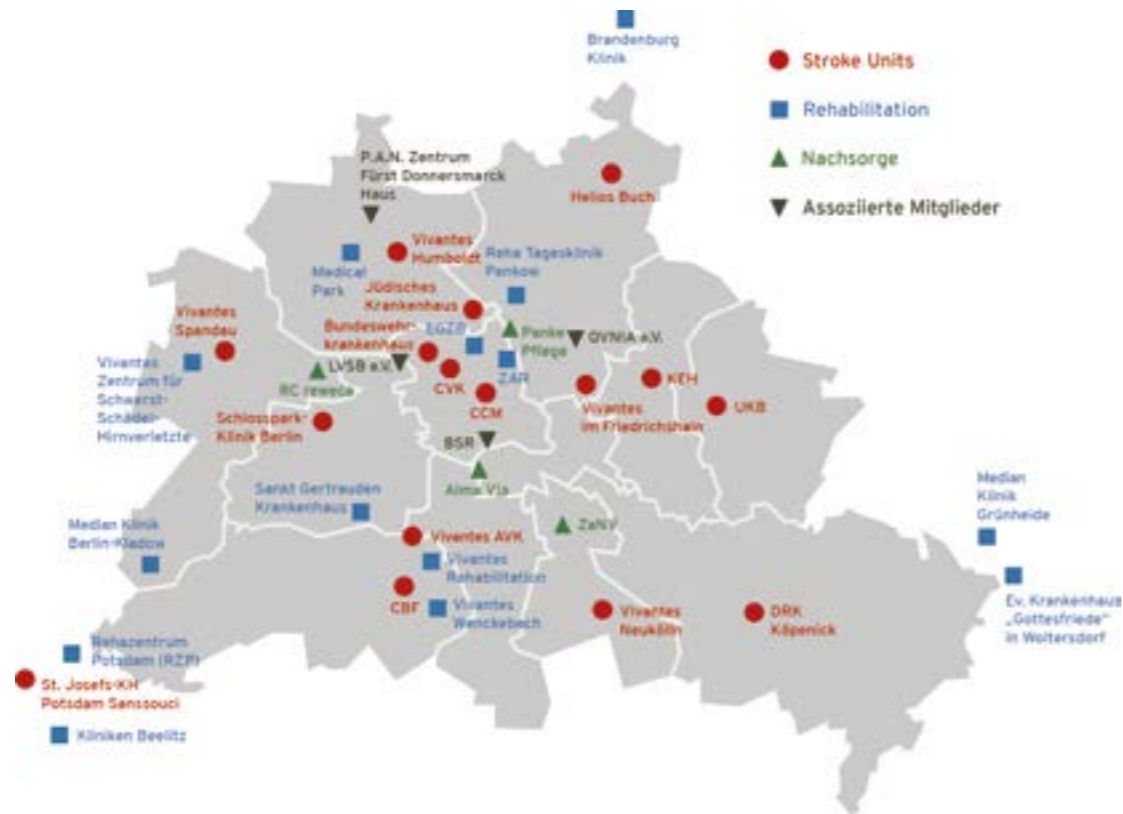 Brandenburg
Klinik
Stroke Units
Rehabilitation
Nachsorge
Assoziierte Mitglieder
P.A.N. Zentrum
Fürst Donnersmarck
Haus
Helios Buch
Vivantes
Humboldt
Reha Tagesklinik
Pankow
Medical
Park
Jüdisches
Krankenhaus
Vivantes
Spandau
Bundeswehr-
krankenhaus
EGZB
Panke
Pflege
OVNIA e.V.
LVSB e.V.
Vivantes
Zentrum für
Schwerst-
Schädel-
Hirnverletzte
RC reweca
CVK
ZAR
KEH
CCM
Vivantes
im Friedrichshain
UKB
Schlosspark-
Klinik Berlin
BSR
Alma Via
Sankt Gertrauden
Krankenhaus
Median
Klinik
Grünheide
Median Klinik
Berlin-Kladow
Vivantes AVK
ZeNV
Vivantes
Rehabilitation
CBF
Vivantes
Wenckebach
Vivantes
Neukölln
DRK
Köpenick
Ev. Krankenhaus
„Gottesfriede“
in Woltersdorf
Rehazentrum
Potsdam (RZP)
St. Josefs-KH
Potsdam Sanssouci
Kliniken Beelitz